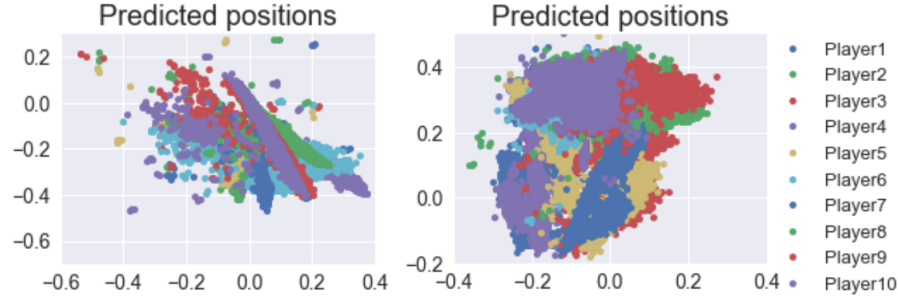 Predicted positions
0.2
0.0
−0.2
−0.4
−0.6
−0.6 −0.4 −0.2 0.0 0.2 0.4
Predicted positions
0.4
0.2
0.0
−0.2
−0.4 −0.2 0.0 0.2 0.4
Player1
Player2
Player3
Player4
Player5
Player6
Player7
Player8
Player9
Player10